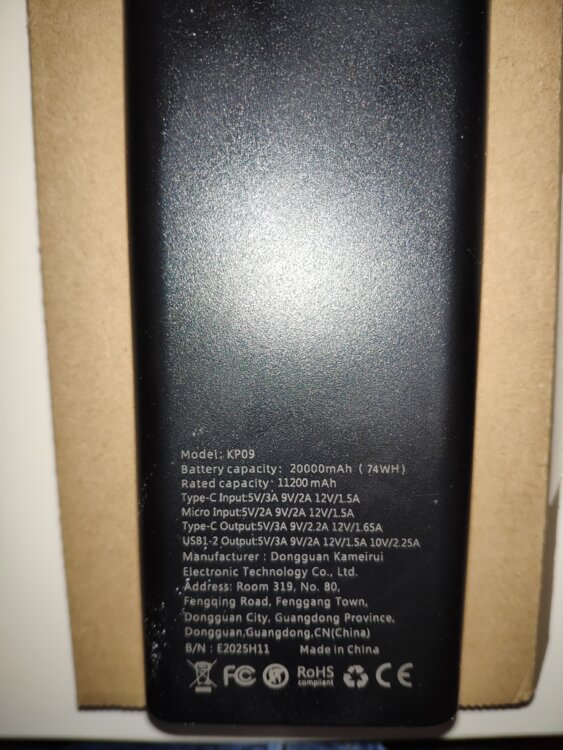 Model: KP09
Battery capacity: 20000mAh ( 74WH )
Rated capacity: 11200 mAh
Type-C Input:5V/3A 9V/2A 12V/1.5A
Micro Input:5V/2A 9V/2A 12V/1.5A
Type-C Output:5V/3A 9V/2.2A 12V/1.65A
USB1-2 Output:5V/3A 9V/2A 12V/1.5A 10V/2.25A
Manufacturer : Dongguan Kameirui
Electronic Technology Co., Ltd.
Address: Room 319, No. 80,
Fengqing Road, Fenggang Town,
Dongguan City, Guangdong Province,
Dongguan,Guangdong,CN(China)
B/N : E2025H11 Made in China
FC RoHS CE
compliant